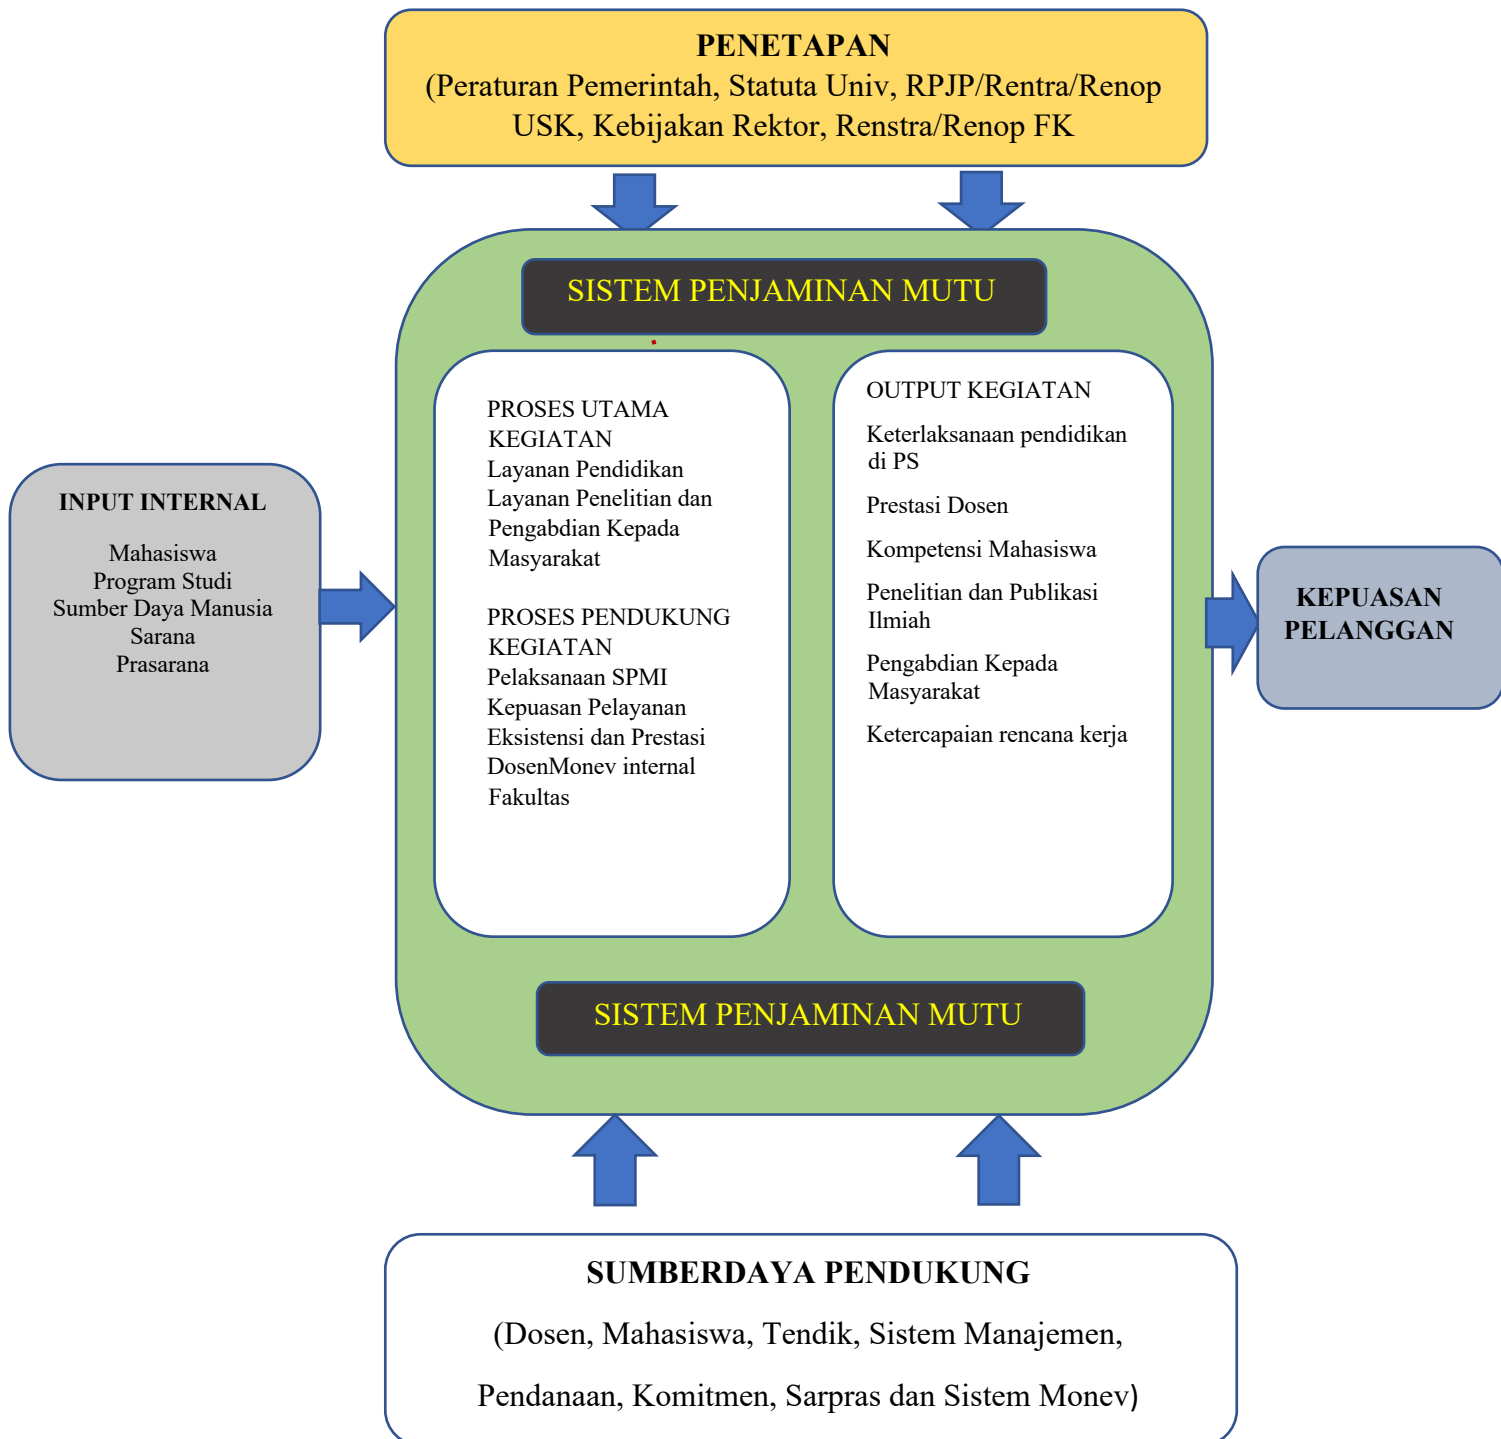 PENETAPAN
(Peraturan Pemerintah, Statuta Univ, RPJP/Rentra/Renop
USK, Kebijakan Rektor, Renstra/Renop FK
SISTEM PENJAMINAN MUTU
INPUT INTERNAL
Mahasiswa
Program Studi
Sumber Daya Manusia
Sarana
Prasarana
PROSES UTAMA
KEGIATAN
Layanan Pendidikan
Layanan Penelitian dan
Pengabdian Kepada
Masyarakat
PROSES PENDUKUNG
KEGIATAN
Pelaksanaan SPMI
Kepuasan Pelayanan
Eksistensi dan Prestasi
DosenMonev internal
Fakultas
OUTPUT KEGIATAN
Keterlaksanaan pendidikan
di PS
Prestasi Dosen
Kompetensi Mahasiswa
Penelitian dan Publikasi
Ilmiah
Pengabdian Kepada
Masyarakat
Ketercapaian rencana kerja
KEPUASAN
PELANGGAN
SISTEM PENJAMINAN MUTU
SUMBERDAYA PENDUKUNG
(Dosen, Mahasiswa, Tendik, Sistem Manajemen,
Pendanaan, Komitmen, Sarpras dan Sistem Monev)